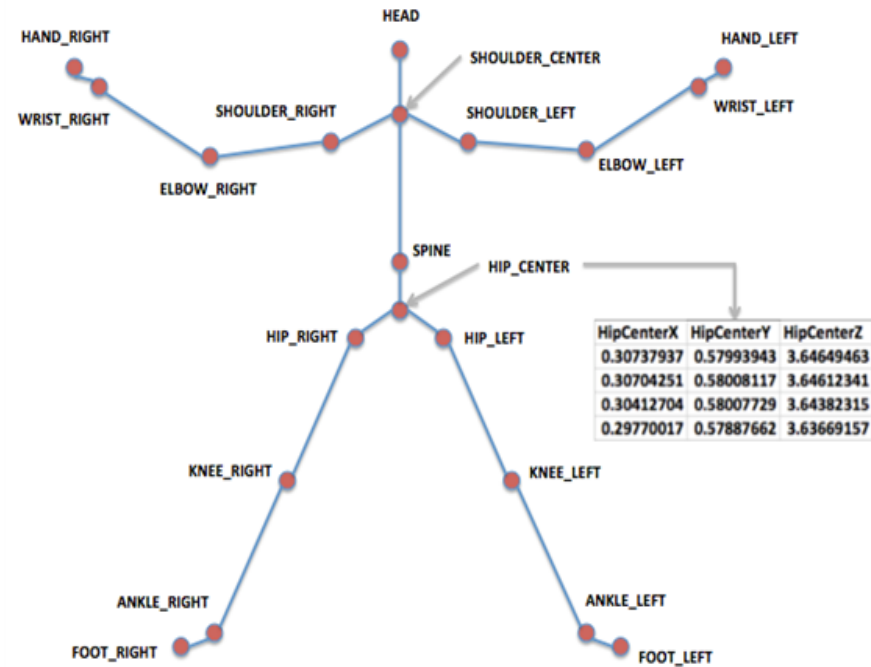 HEAD
HAND_RIGHT
HAND_LEFT
SHOULDER_CENTER
WRIST_RIGHT
SHOULDER_RIGHT
SHOULDER_LEFT
WRIST_LEFT
ELBOW_RIGHT
ELBOW_LEFT
SPINE
HIP_CENTER
HIP_RIGHT
HIP_LEFT
HipCenterX HipCenterY HipCenterZ
0.30737937 0.57993943 3.64649463
0.30704251 0.58008117 3.64612341
0.30412704 0.58007729 3.64382315
0.29770017 0.57887662 3.63669157
KNEE_RIGHT
KNEE_LEFT
ANKLE_RIGHT
ANKLE_LEFT
FOOT_RIGHT
FOOT_LEFT